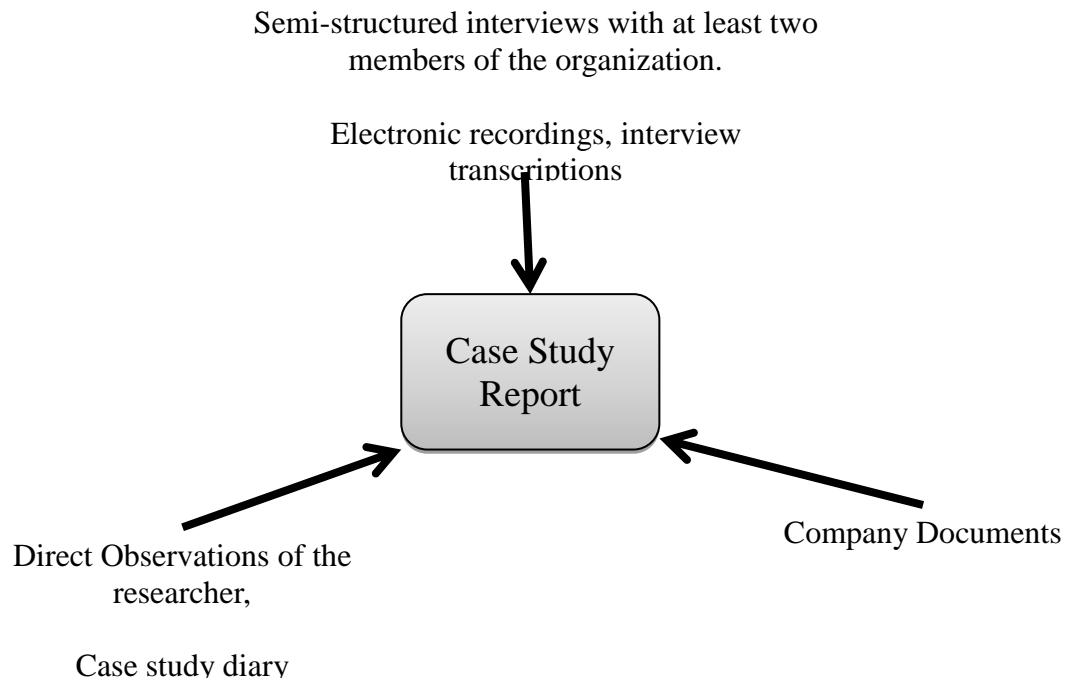 Semi-structured interviews with at least two
members of the organization.
Electronic recordings, interview
transcriptions
Case Study
Report
Company Documents
Direct Observations of the
researcher,
Case study diary